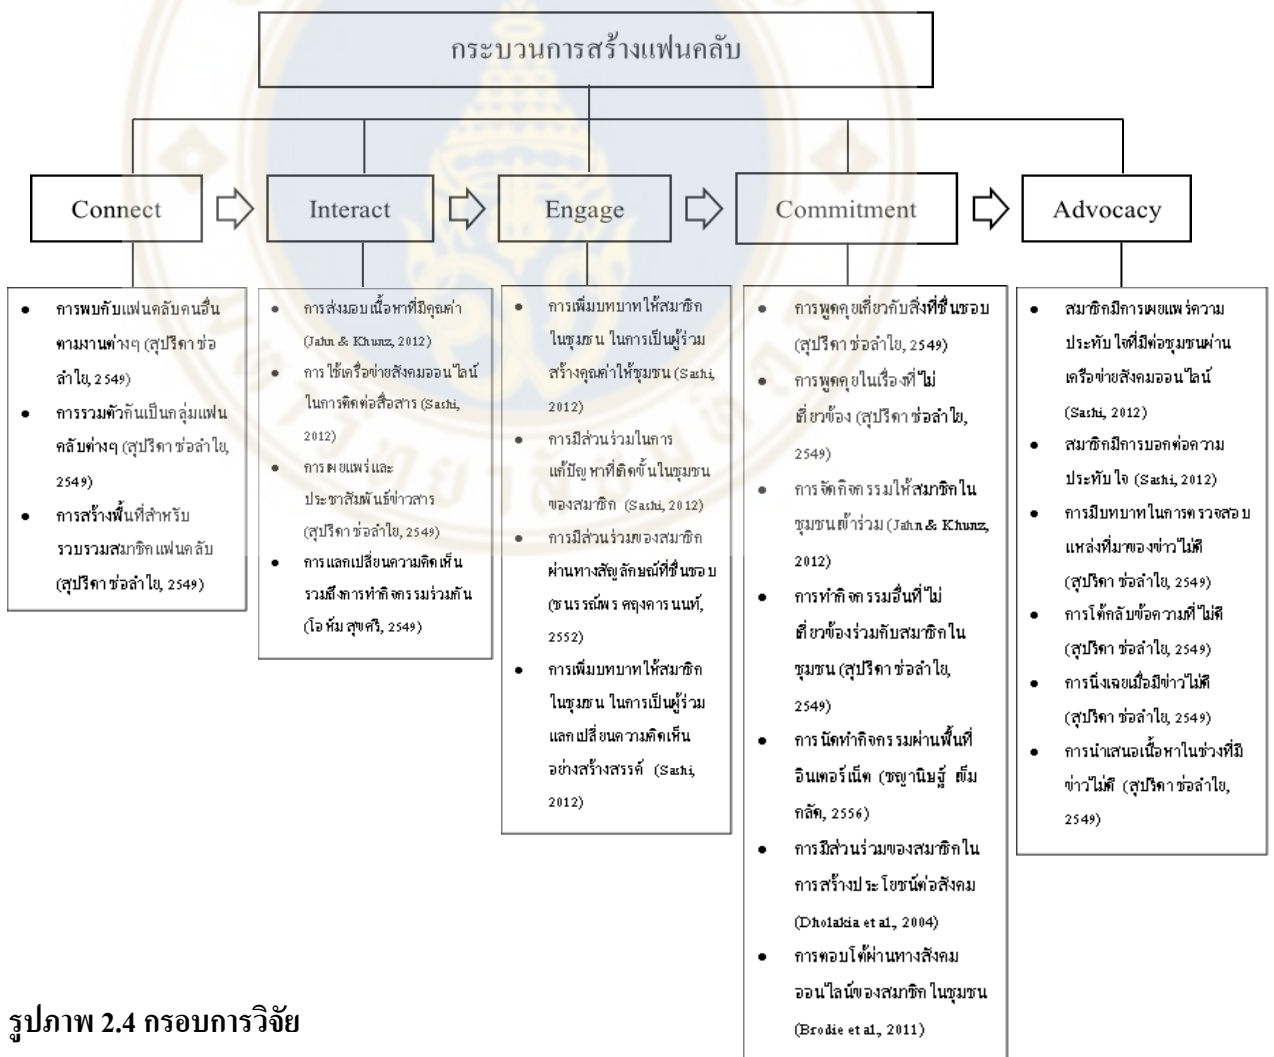 กระบวนการสร้างแฟนคลับ
Connect
Interact
Engage
Commitment
Advocacy
การพบกับแฟนคลับคนอื่น
ตามงานต่างๆ (สุปรีดา ช่อ
ลำไย, 2549)
การรวมตัวกันเป็นกลุ่มแฟน
คลับต่างๆ (สุปรีดา ช่อลำไย,
2549)
การสร้างพื้นที่สำหรับ
รวบรวมสมาชิกแฟนคลับ
(สุปรีดา ช่อลำไย, 2549)
การส่งมอบเนื้อหาที่มีคุณค่า
(Jahn & Khunz, 2012)
การใช้เครือข่ายสังคมออนไลน์
ในการติดต่อสื่อสาร (Sashi,
2012)
การเผยแพร่และ
ประชาสัมพันธ์ข่าวสาร
(สุปรีดา ช่อลำไย, 2549)
การแลกเปลี่ยนความคิดเห็น
รวมถึงการทำกิจกรรมร่วมกัน
(โอห์ม สุขศรี, 2549)
การเพิ่มบทบาทให้สมาชิก
ในชุมชน ในการเป็นผู้ร่วม
สร้างคุณค่าให้ชุมชน (Sashi,
2012)
การมีส่วนร่วมในการ
แก้ปัญหาที่เกิดขึ้นในชุมชน
ของสมาชิก (Sashi, 2012)
การมีส่วนร่วมของสมาชิก
ผ่านทางสัญลักษณ์ที่ชื่นชอบ
(ชนรรณ์พร ศฤงคารนนท์,
2552)
การเพิ่มบทบาทให้สมาชิก
ในชุมชน ในการเป็นผู้ร่วม
แลกเปลี่ยนความคิดเห็น
อย่างสร้างสรรค์ (Sashi,
2012)
การพูดคุยเกี่ยวกับสิ่งที่ชื่นชอบ
(สุปรีดา ช่อลำไย, 2549)
การพูดคุยในเรื่องที่ไม่
เกี่ยวข้อง (สุปรีดา ช่อลำไย,
2549)
การจัดกิจกรรมให้สมาชิกใน
ชุมชนเข้าร่วม (Jahn & Khunz,
2012)
การทำกิจกรรมอื่นที่ไม่
เกี่ยวข้องร่วมกับสมาชิกใน
ชุมชน (สุปรีดา ช่อลำไย,
2549)
การนัดทำกิจกรรมผ่านพื้นที่
อินเตอร์เน็ต (ชญานิษฐ์ เข็ม
กลัด, 2556)
การมีส่วนร่วมของสมาชิกใน
การสร้างประโยชน์ต่อสังคม
(Dholakia et al., 2004)
การตอบโต้ผ่านทางสังคม
ออนไลน์ของสมาชิกในชุมชน
(Brodie et al., 2011)
สมาชิกมีการเผยแพร่ความ
ประทับใจที่มีต่อชุมชนผ่าน
เครือข่ายสังคมออนไลน์
(Sashi, 2012)
สมาชิกมีการบอกต่อความ
ประทับใจ (Sashi, 2012)
การมีบทบาทในการตรวจสอบ
แหล่งที่มาของข่าวไม่ดี
(สุปรีดา ช่อลำไย, 2549)
การโต้กลับข้อความที่ไม่ดี
(สุปรีดา ช่อลำไย, 2549)
การนิ่งเฉยเมื่อมีข่าวไม่ดี
(สุปรีดา ช่อลำไย, 2549)
การนำเสนอเนื้อหาในช่วงที่มี
ข่าวไม่ดี (สุปรีดา ช่อลำไย,
2549)
รูปภาพ 2.4 กรอบการวิจัย